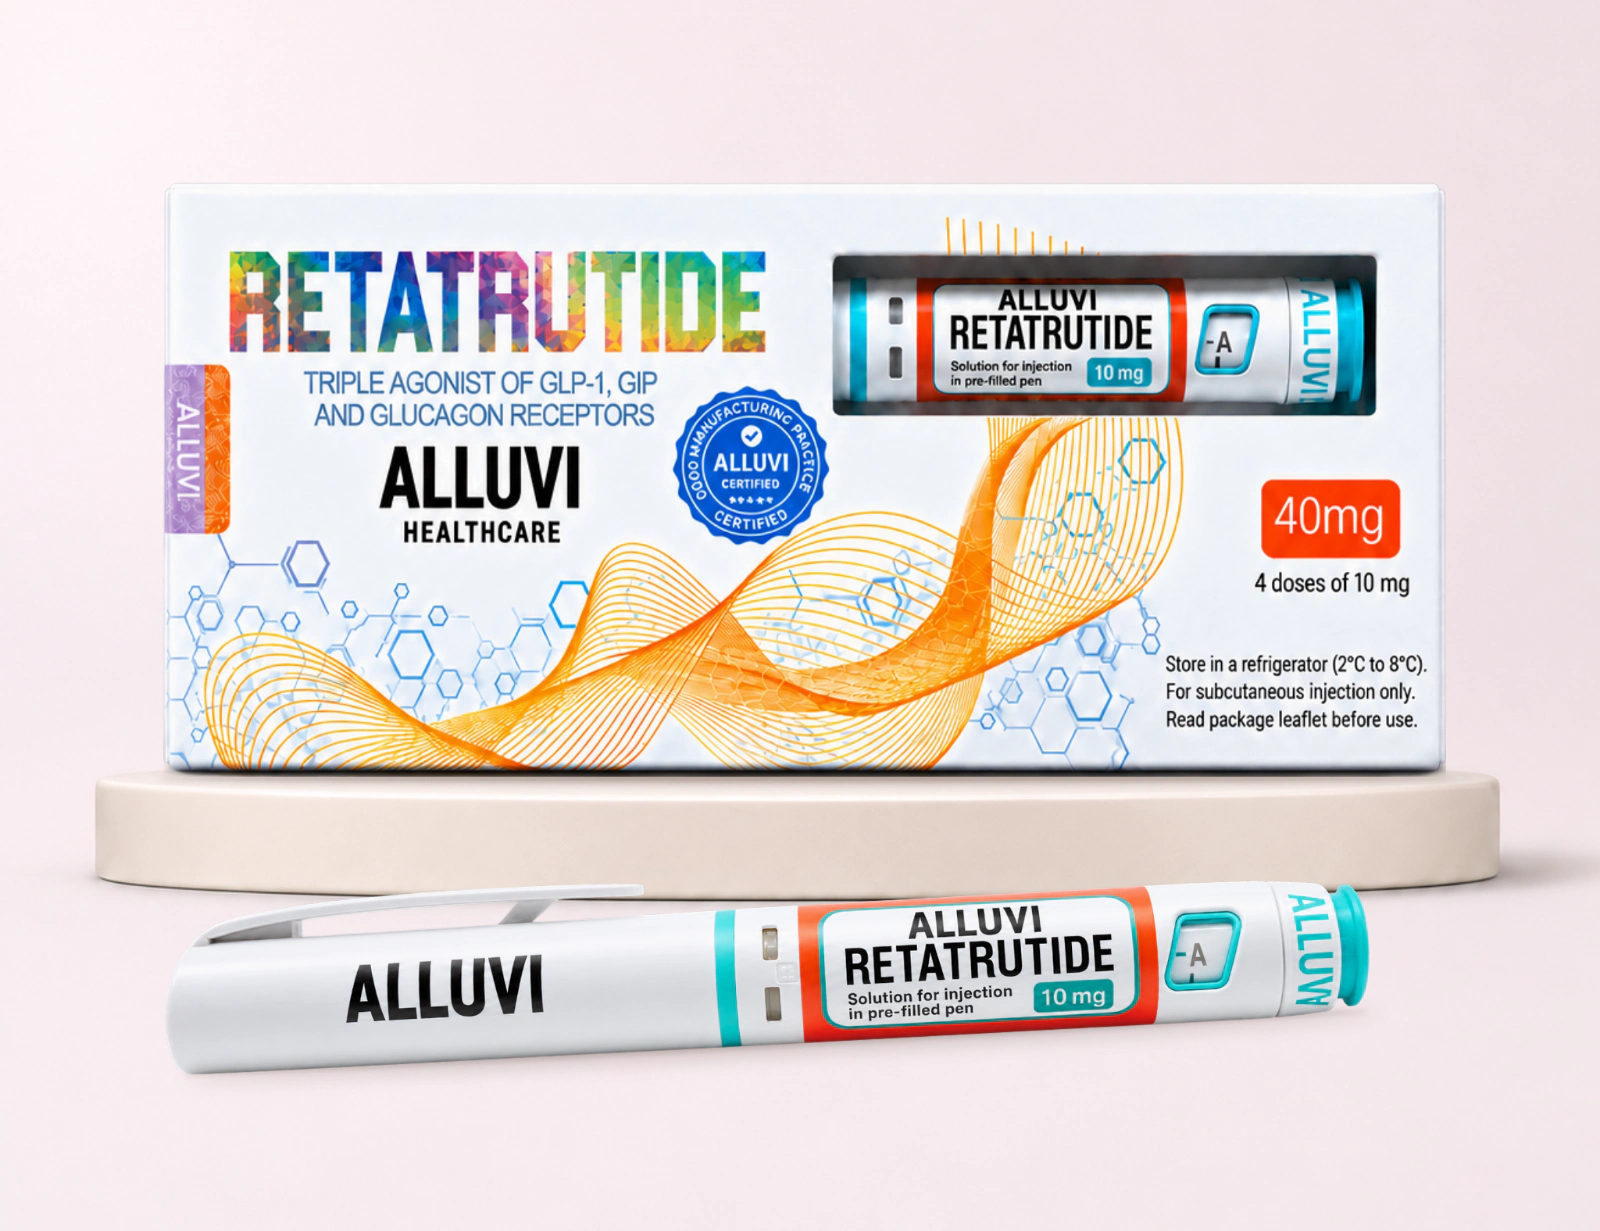 RETATRUTIDE
TRIPLE AGONIST OF GLP-1, GIP
AND GLUCAGON RECEPTORS
ALLUVI
HEALTHCARE
ALLUVI
MANUFACTURING PRACTICE
ALLUVI
CERTIFIED
CERTIFIED
ALLUVI
RETATRUTIDE
Solution for injection
in pre-filled pen
10 mg
-A
ALLUVI
40mg
4 doses of 10 mg
Store in a refrigerator (2°C to 8°C).
For subcutaneous injection only.
Read package leaflet before use.
ALLUVI
ALLUVI
RETATRUTIDE
Solution for injection
in pre-filled pen
10 mg
-A
ALLUVI